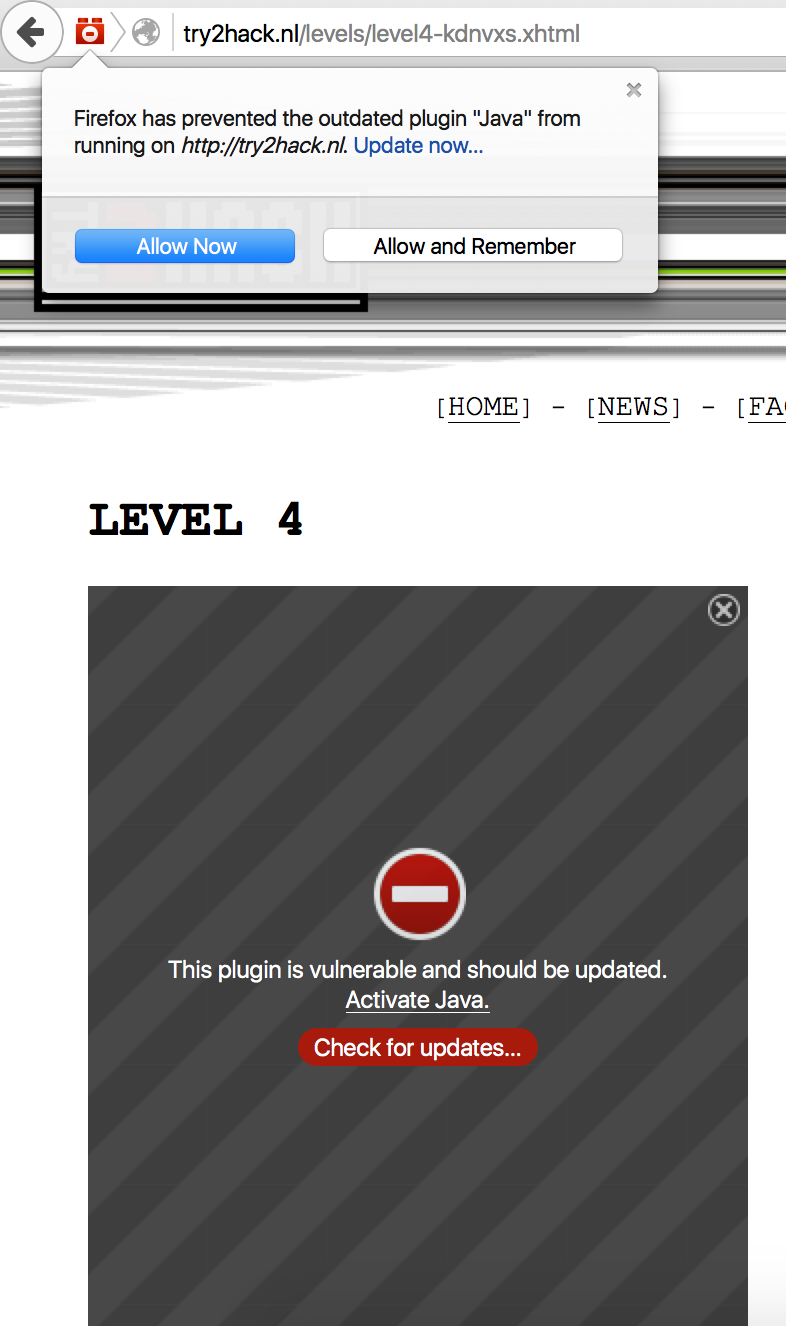 try2hack.nl/levels/level4-kdnvxs.xhtml
Firefox has prevented the outdated plugin "Java" from
running on http://try2hack.nl. Update now...
Allow Now
Allow and Remember
[HOME] - [NEWS] - [FA
LEVEL 4
This plugin is vulnerable and should be updated.
Activate Java.
Check for updates...